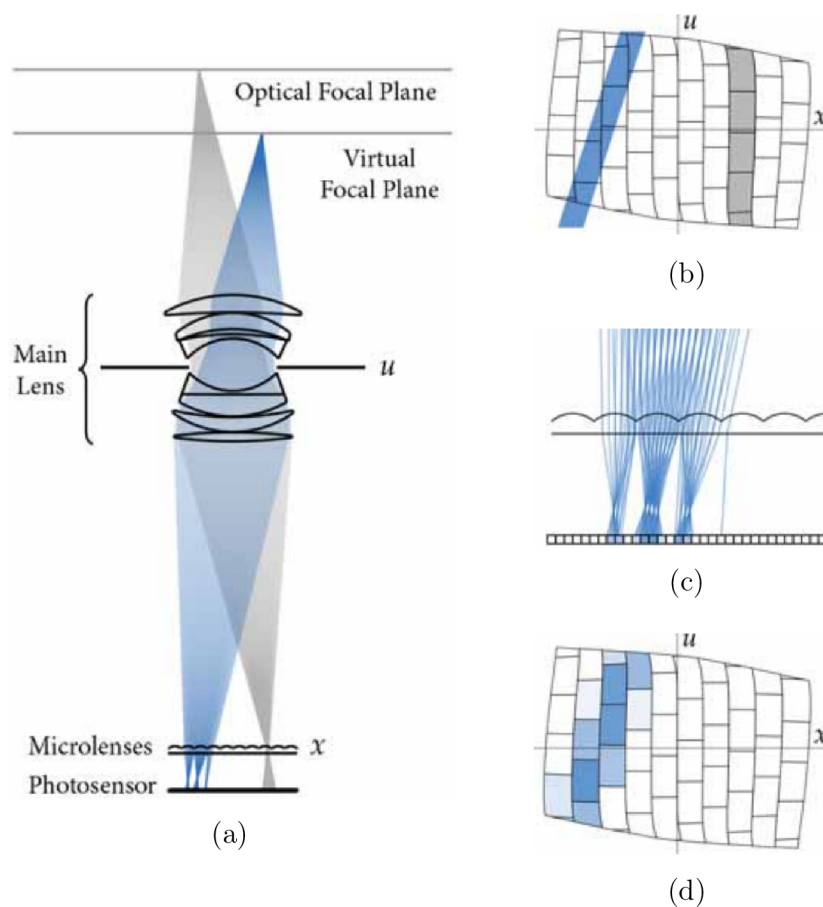 Optical Focal Plane
Virtual
Focal Plane
Main
Lens
u
Microlenses
x
Photosensor
(a)
u
x
(b)
(c)
u
x
(d)